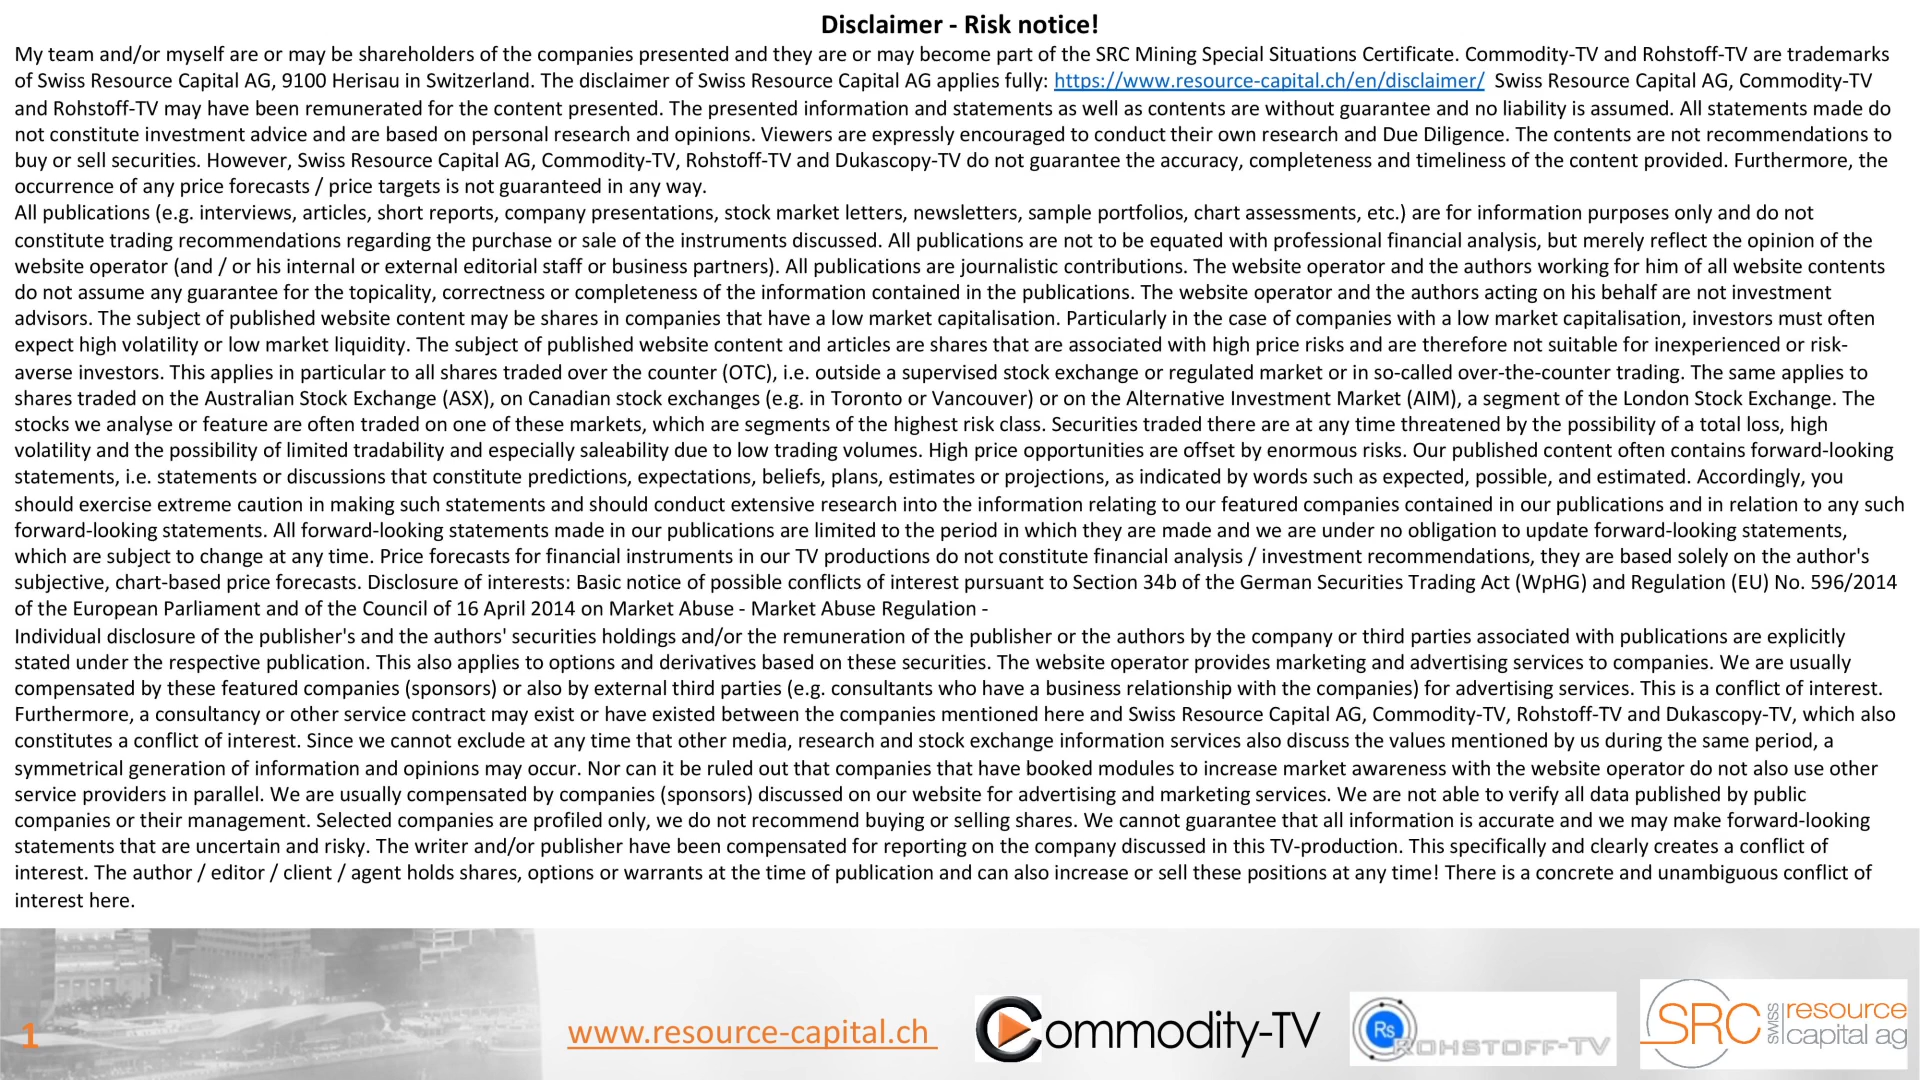 Disclaimer - Risk notice!
My team and/or myself are or may be shareholders of the companies presented and they are or may become part of the SRC Mining Special Situations Certificate. Commodity-TV and Rohstoff-TV are trademarks
of Swiss Resource Capital AG, 9100 Herisau in Switzerland. The disclaimer of Swiss Resource Capital AG applies fully: https://www.resource-capital.ch/en/disclaimer/ Swiss Resource Capital AG, Commodity-TV
and Rohstoff-TV may have been remunerated for the content presented. The presented information and statements as well as contents are without guarantee and no liability is assumed. All statements made do
not constitute investment advice and are based on personal research and opinions. Viewers are expressly encouraged to conduct their own research and Due Diligence. The contents are not recommendations to
buy or sell securities. However, Swiss Resource Capital AG, Commodity-TV, Rohstoff-TV and Dukascopy-TV do not guarantee the accuracy, completeness and timeliness of the content provided. Furthermore, the
occurrence of any price forecasts / price targets is not guaranteed in any way.
All publications (e.g. interviews, articles, short reports, company presentations, stock market letters, newsletters, sample portfolios, chart assessments, etc.) are for information purposes only and do not
constitute trading recommendations regarding the purchase or sale of the instruments discussed. All publications are not to be equated with professional financial analysis, but merely reflect the opinion of the
website operator (and / or his internal or external editorial staff or business partners). All publications are journalistic contributions. The website operator and the authors working for him of all website contents
do not assume any guarantee for the topicality, correctness or completeness of the information contained in the publications. The website operator and the authors acting on his behalf are not investment
advisors. The subject of published website content may be shares in companies that have a low market capitalisation. Particularly in the case of companies with a low market capitalisation, investors must often
expect high volatility or low market liquidity. The subject of published website content and articles are shares that are associated with high price risks and are therefore not suitable for inexperienced or risk-
averse investors. This applies in particular to all shares traded over the counter (OTC), i.e. outside a supervised stock exchange or regulated market or in so-called over-the-counter trading. The same applies to
shares traded on the Australian Stock Exchange (ASX), on Canadian stock exchanges (e.g. in Toronto or Vancouver) or on the Alternative Investment Market (AIM), a segment of the London Stock Exchange. The
stocks we analyse or feature are often traded on one of these markets, which are segments of the highest risk class. Securities traded there are at any time threatened by the possibility of a total loss, high
volatility and the possibility of limited tradability and especially saleability due to low trading volumes. High price opportunities are offset by enormous risks. Our published content often contains forward-looking
statements, i.e. statements or discussions that constitute predictions, expectations, beliefs, plans, estimates or projections, as indicated by words such as expected, possible, and estimated. Accordingly, you
should exercise extreme caution in making such statements and should conduct extensive research into the information relating to our featured companies contained in our publications and in relation to any such
forward-looking statements. All forward-looking statements made in our publications are limited to the period in which they are made and we are under no obligation to update forward-looking statements,
which are subject to change at any time. Price forecasts for financial instruments in our TV productions do not constitute financial analysis / investment recommendations, they are based solely on the author's
subjective, chart-based price forecasts. Disclosure of interests: Basic notice of possible conflicts of interest pursuant to Section 34b of the German Securities Trading Act (WpHG) and Regulation (EU) No. 596/2014
of the European Parliament and of the Council of 16 April 2014 on Market Abuse - Market Abuse Regulation -
Individual disclosure of the publisher's and the authors' securities holdings and/or the remuneration of the publisher or the authors by the company or third parties associated with publications are explicitly
stated under the respective publication. This also applies to options and derivatives based on these securities. The website operator provides marketing and advertising services to companies. We are usually
compensated by these featured companies (sponsors) or also by external third parties (e.g. consultants who have a business relationship with the companies) for advertising services. This is a conflict of interest.
Furthermore, a consultancy or other service contract may exist or have existed between the companies mentioned here and Swiss Resource Capital AG, Commodity-TV, Rohstoff-TV and Dukascopy-TV, which also
constitutes a conflict of interest. Since we cannot exclude at any time that other media, research and stock exchange information services also discuss the values mentioned by us during the same period, a
symmetrical generation of information and opinions may occur. Nor can it be ruled out that companies that have booked modules to increase market awareness with the website operator do not also use other
service providers in parallel. We are usually compensated by companies (sponsors) discussed on our website for advertising and marketing services. We are not able to verify all data published by public
companies or their management. Selected companies are profiled only, we do not recommend buying or selling shares. We cannot guarantee that all information is accurate and we may make forward-looking
statements that are uncertain and risky. The writer and/or publisher have been compensated for reporting on the company discussed in this TV-production. This specifically and clearly creates a conflict of
interest. The author / editor / client / agent holds shares, options or warrants at the time of publication and can also increase or sell these positions at any time! There is a concrete and unambiguous conflict of
interest here.
1
www.resource-capital.ch
Commodity-TV
Rs
ROHSTOFF-TV
SRC
SWISS
resource
capital ag